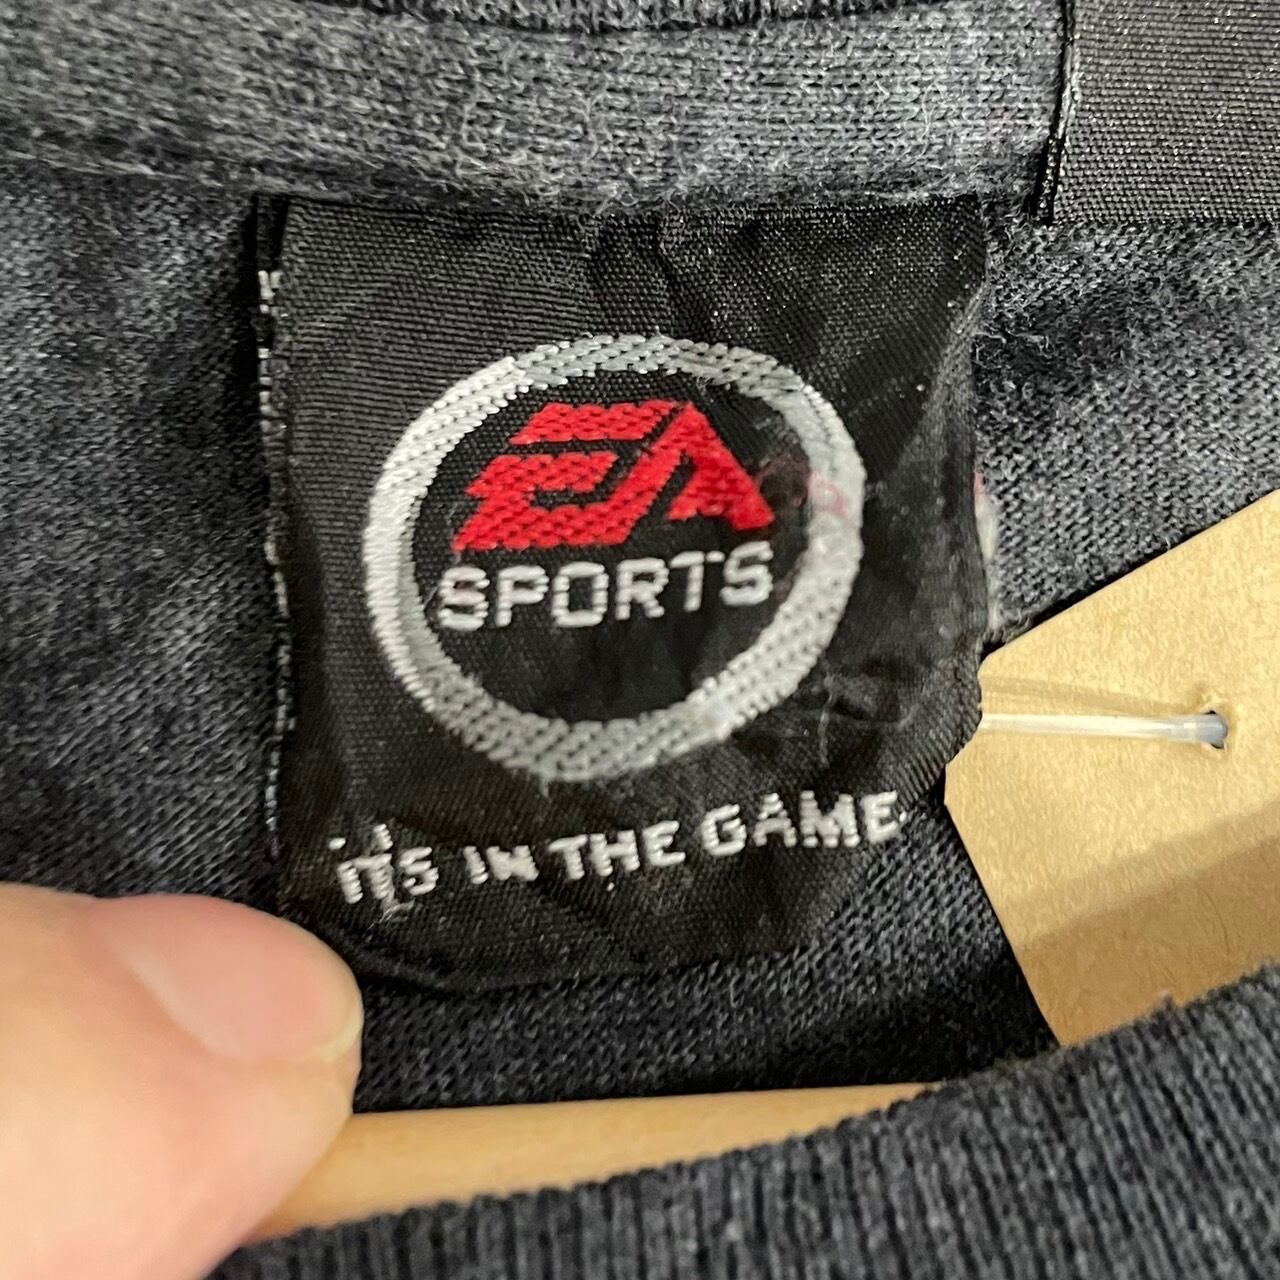 EA
SPORTS
IT'S IN THE GAME.